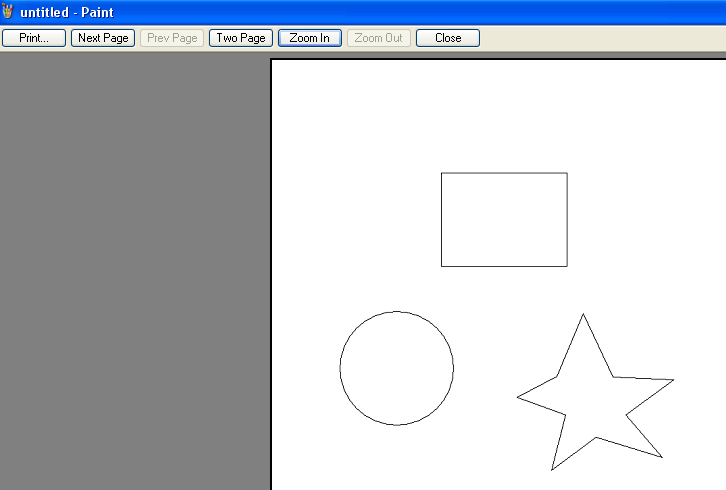 untitled - Paint
Print... Next Page Prev Page Two Page Zoom In Zoom Out Close